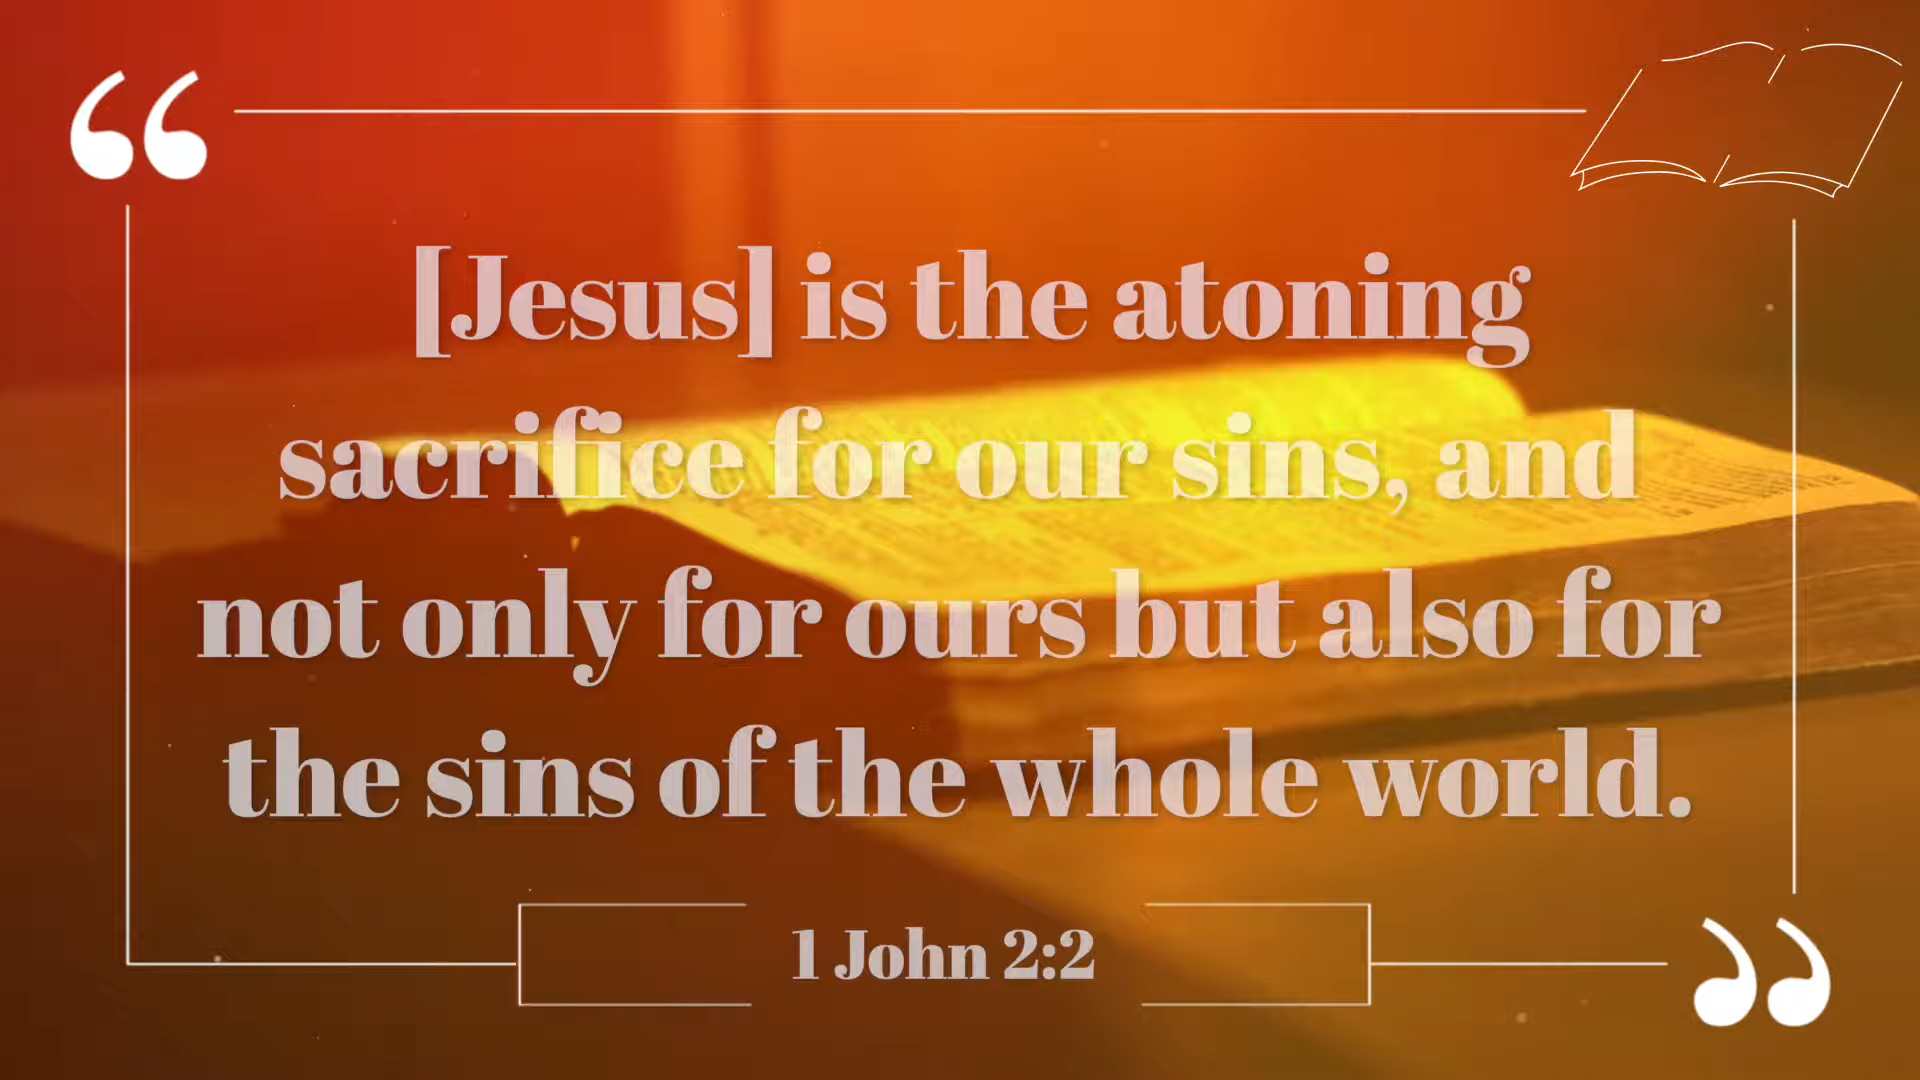 “
[Jesus] is the atoning
sacrifice for our sins, and
not only for ours but also for
the sins of the whole world.
1 John 2:2
”